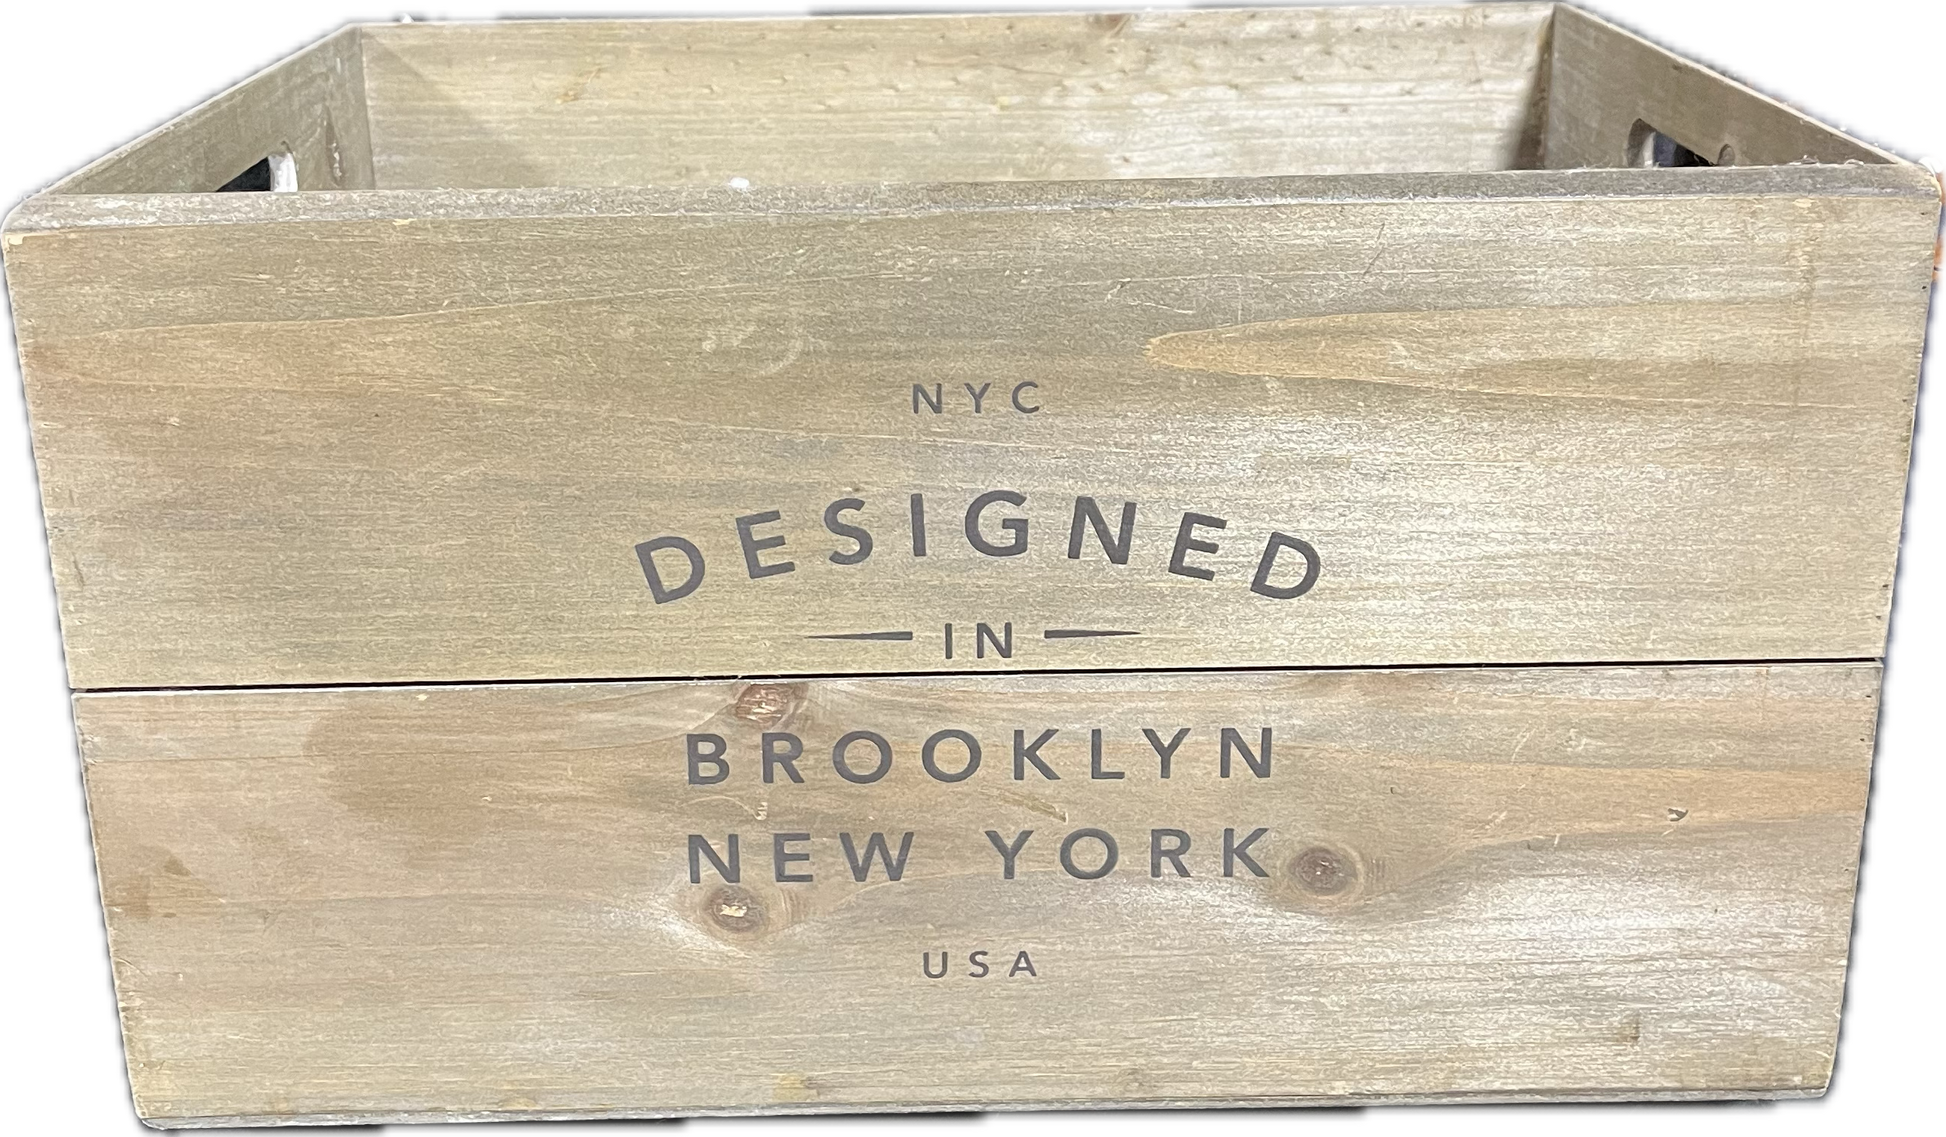 NYC
DESIGNED
IN
BROOKLYN
NEW YORK
USA